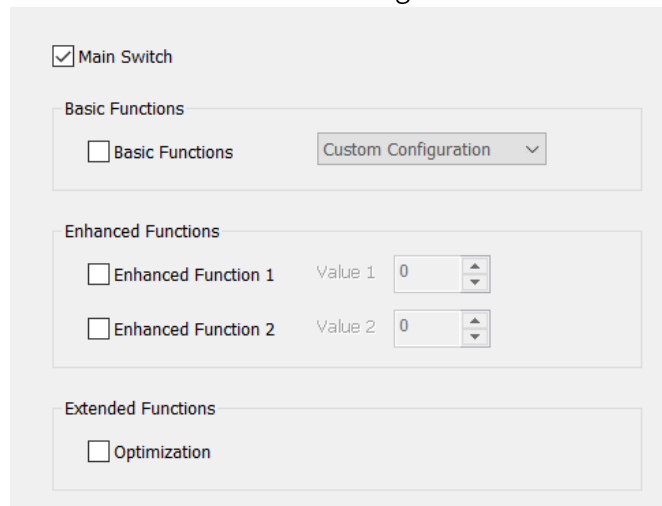 Main Switch
Basic Functions
Basic Functions Custom Configuration
Enhanced Functions
Enhanced Function 1 Value 1 0
Enhanced Function 2 Value 2 0
Extended Functions
Optimization